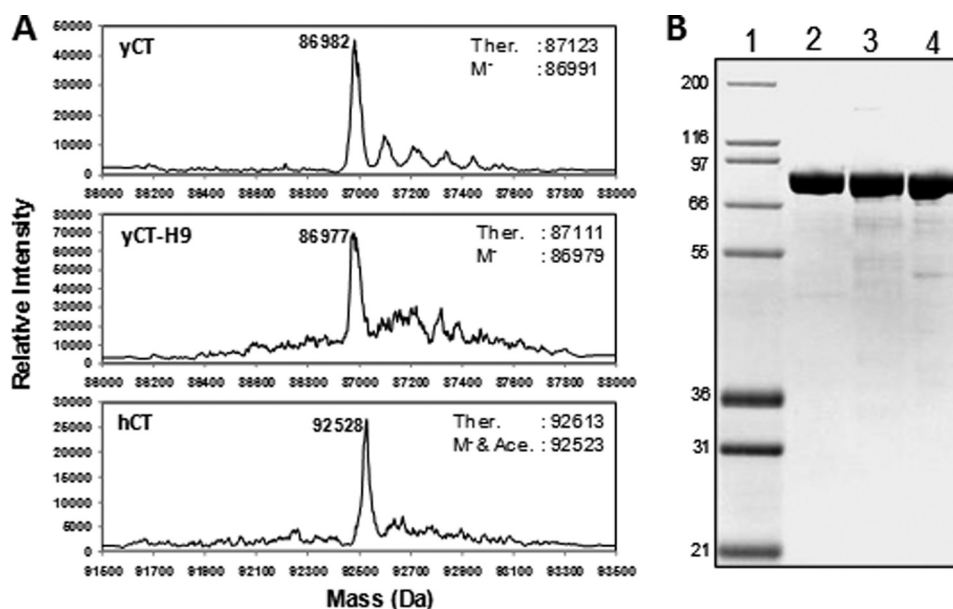 A
yCT
86982
Ther. : 87123
M⁻ : 86991
50000
40000
30000
20000
10000
0
86000 86200 86400 86600 86800 87000 87200 87400 87600 87800 88000
yCT-H9
86977
Ther. : 87111
M⁻ : 86979
80000
70000
60000
50000
40000
30000
20000
10000
0
86000 86200 86400 86600 86800 87000 87200 87400 87600 87800 88000
hCT
92528
Ther. : 92613
M⁻ & Ace. : 92523
30000
25000
20000
15000
10000
5000
0
91500 91700 91900 92100 92300 92500 92700 92900 93100 93300 93500
Relative Intensity
Mass (Da)
B
1 2 3 4
200
116
97
66
55
36
31
21